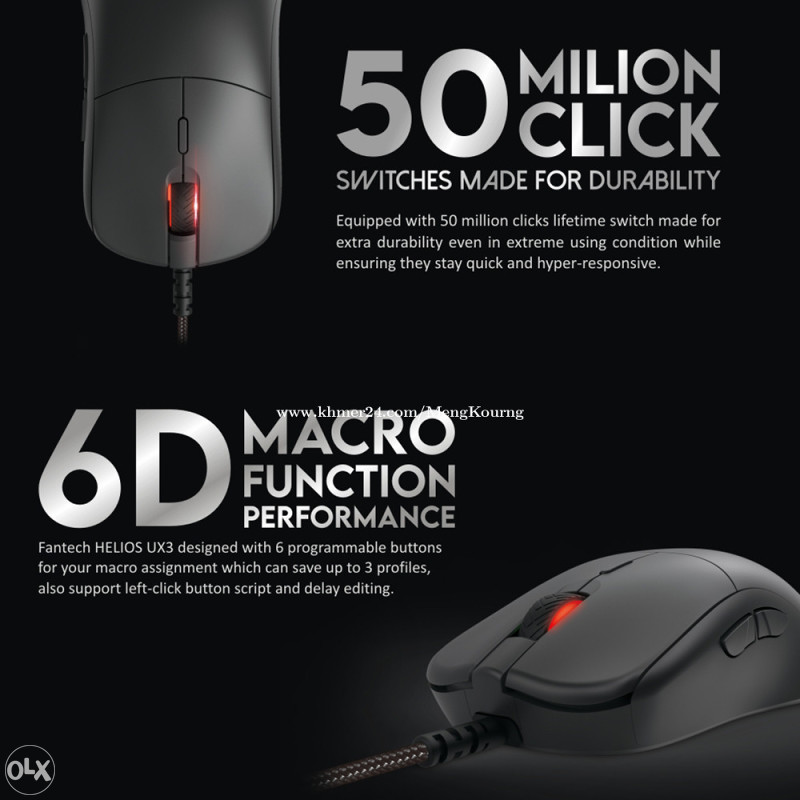 50 MILION
CLICK
SWITCHES MADE FOR DURABILITY
Equipped with 50 million clicks lifetime switch made for
extra durability even in extreme using condition while
ensuring they stay quick and hyper-responsive.
www.khmer24.com/MengKourng
6D MACRO
FUNCTION
PERFORMANCE
Fantech HELIOS UX3 designed with 6 programmable buttons
for your macro assignment which can save up to 3 profiles,
also support left-click button script and delay editing.
OLX